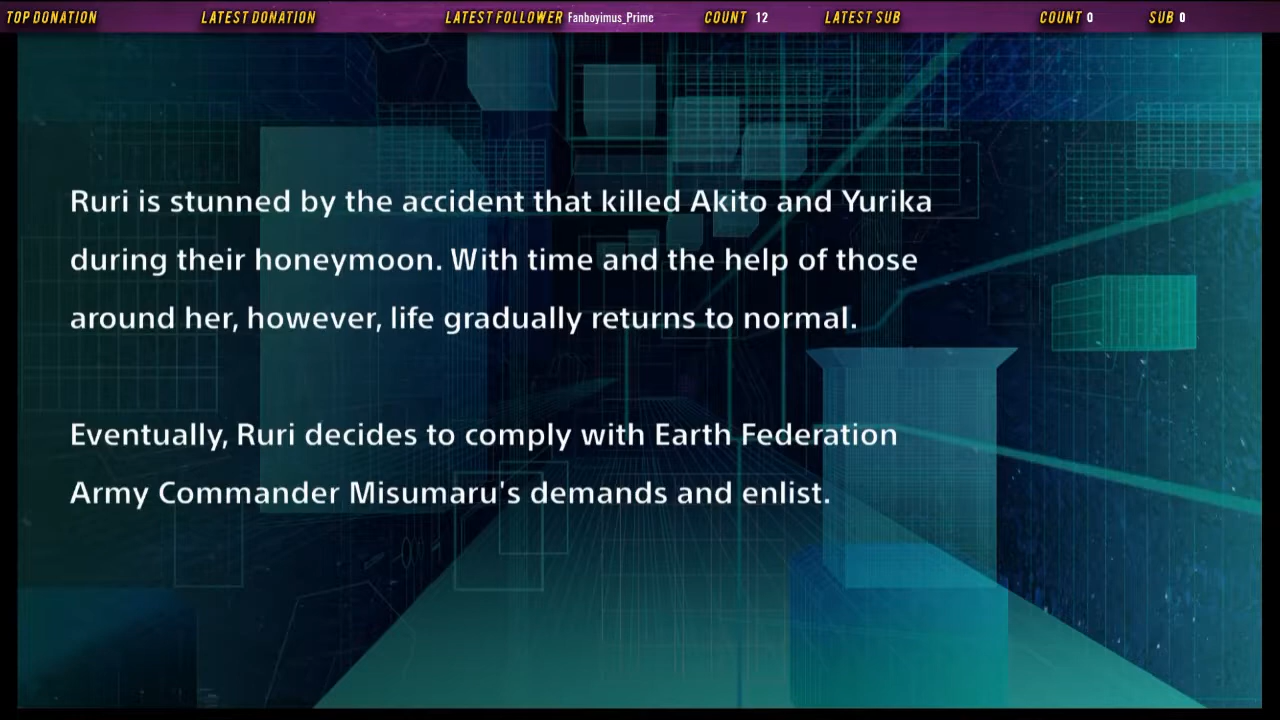 TOP DONATION LATEST DONATION LATEST FOLLOWER Fanboyimus_Prime COUNT 12 LATEST SUB COUNT 0 SUB 0
Ruri is stunned by the accident that killed Akito and Yurika
during their honeymoon. With time and the help of those
around her, however, life gradually returns to normal.
Eventually, Ruri decides to comply with Earth Federation
Army Commander Misumaru's demands and enlist.